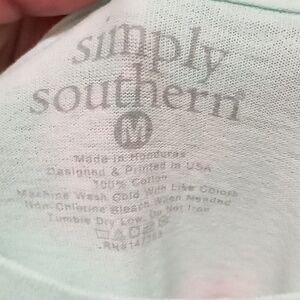 simply
southern®
M
Made in Honduras
Designed & Printed in USA
100% Cotton
Machine Wash Cold With Like Colors
Non-Chlorine Bleach When Needed
Tumble Dry Low. Do Not Iron